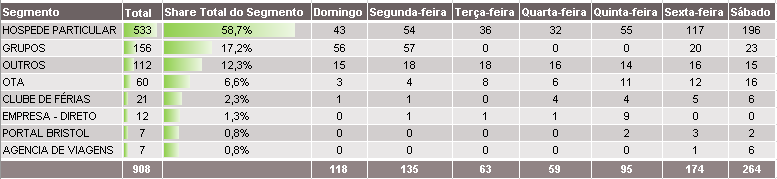 Segmento Total Share Total do Segmento Domingo Segunda-feira Terça-feira Quarta-feira Quinta-feira Sexta-feira Sábado
HOSPEDE PARTICULAR 533 58,7% 43 54 36 32 55 117 196
GRUPOS 156 17,2% 56 57 0 0 0 20 23
OUTROS 112 12,3% 15 18 18 16 14 16 15
OTA 60 6,6% 3 4 8 6 11 12 16
CLUBE DE FÉRIAS 21 2,3% 1 1 0 4 4 5 6
EMPRESA - DIRETO 12 1,3% 0 1 1 1 9 0 0
PORTAL BRISTOL 7 0,8% 0 0 0 0 2 3 2
AGENCIA DE VIAGENS 7 0,8% 0 0 0 0 0 1 6
908 118 135 63 59 95 174 264